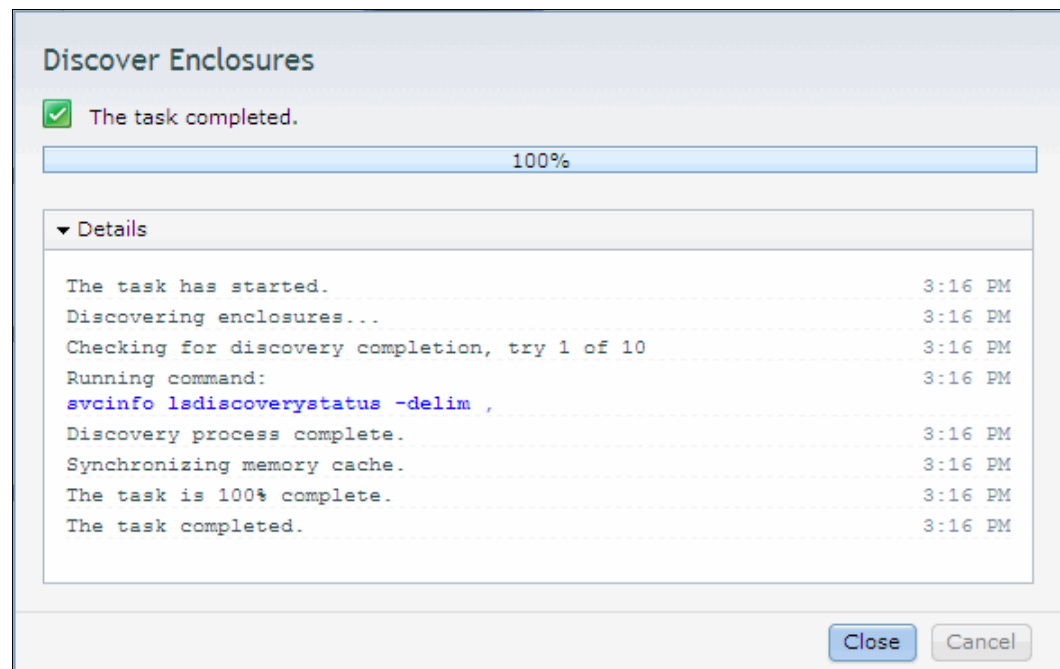 Discover Enclosures
The task completed.
100%
Details
The task has started. 3:16 PM
Discovering enclosures... 3:16 PM
Checking for discovery completion, try 1 of 10 3:16 PM
Running command: 3:16 PM
svcinfo lsdiscoverystatus -delim ,
Discovery process complete. 3:16 PM
Synchronizing memory cache. 3:16 PM
The task is 100% complete. 3:16 PM
The task completed. 3:16 PM
Close Cancel